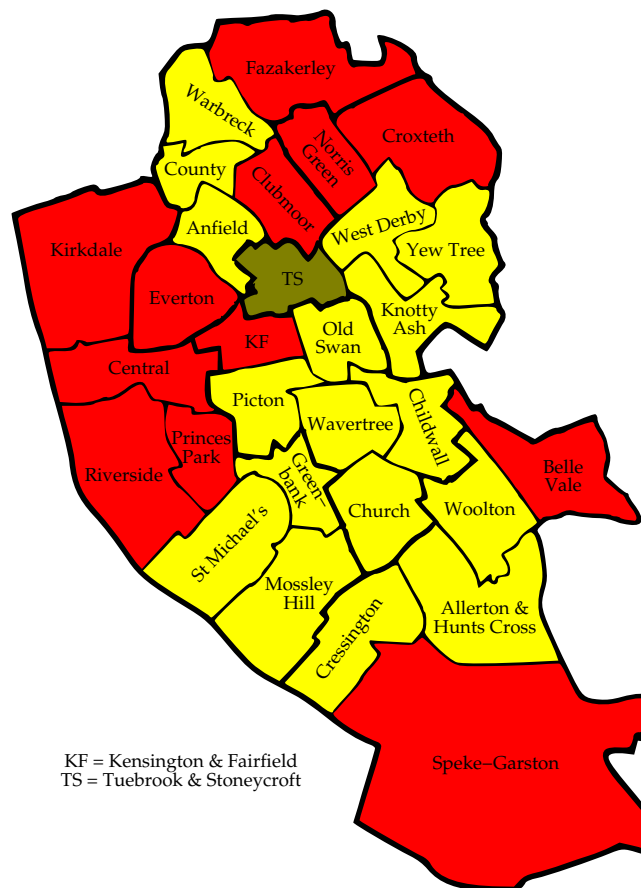 Fazakerley
Warbreck
Croxteth
Norris
Green
County
Clubmoor
Anfield
West Derby
Kirkdale
Yew Tree
TS
Everton
Knotty
Ash
Old
Swan
KF
Central
Picton
Childwall
Wavertree
Princes
Park
Riverside
Green–
bank
Belle
Vale
Church
Woolton
St Michael's
Mossley
Hill
Allerton &
Hunts Cross
Cressington
Speke–Garston
KF = Kensington & Fairfield
TS = Tuebrook & Stoneycroft